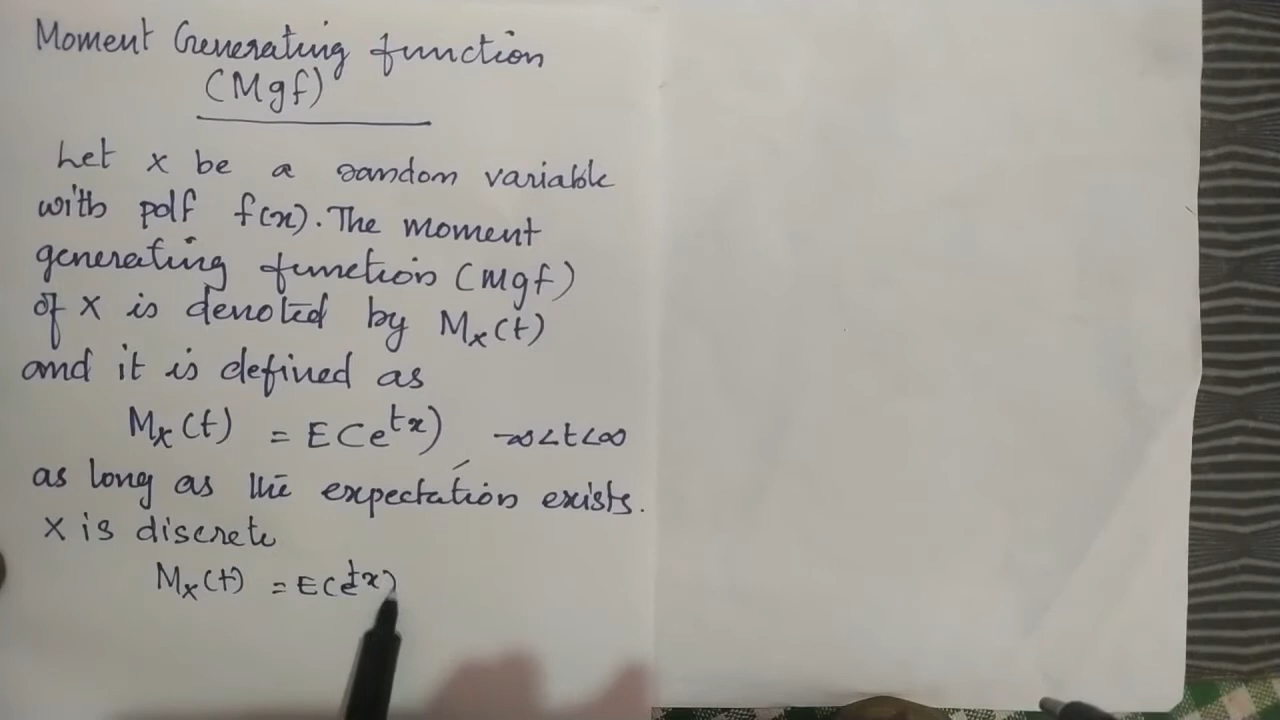 Moment Generating function
(Mgf)
Let x be a random variable
with pdf f(x). The moment
generating function (mgf)
of X is denoted by Mx(t)
and it is defined as
Mx(t) = E(e^tx) -∞<t<∞
as long as the expectation exists.
X is discrete
Mx(t) = E(e^tx)